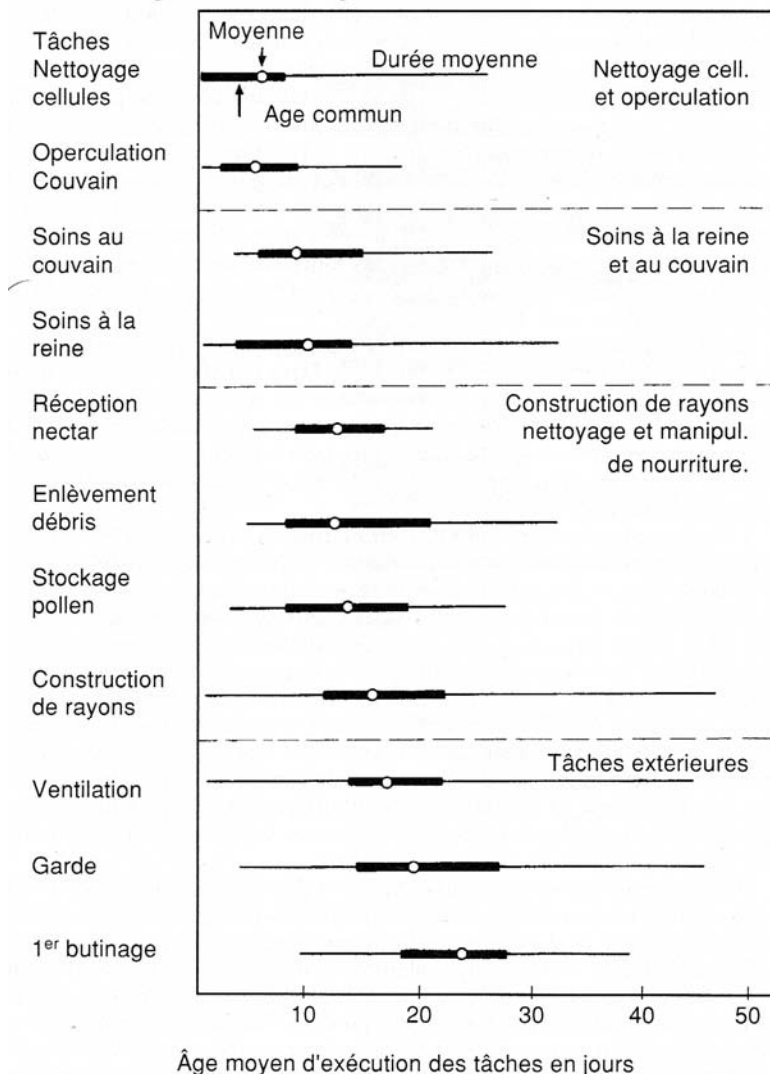 Moyenne
Tâches
Nettoyage
cellules
Durée moyenne
Age commun
Nettoyage cell.
et operculation
Operculation
Couvain
Soins au
couvain
Soins à la reine
et au couvain
Soins à la
reine
Réception
nectar
Construction de rayons
nettoyage et manipul.
de nourriture.
Enlèvement
débris
Stockage
pollen
Construction
de rayons
Tâches extérieures
Ventilation
Garde
1er butinage
10 20 30 40 50
Âge moyen d'exécution des tâches en jours